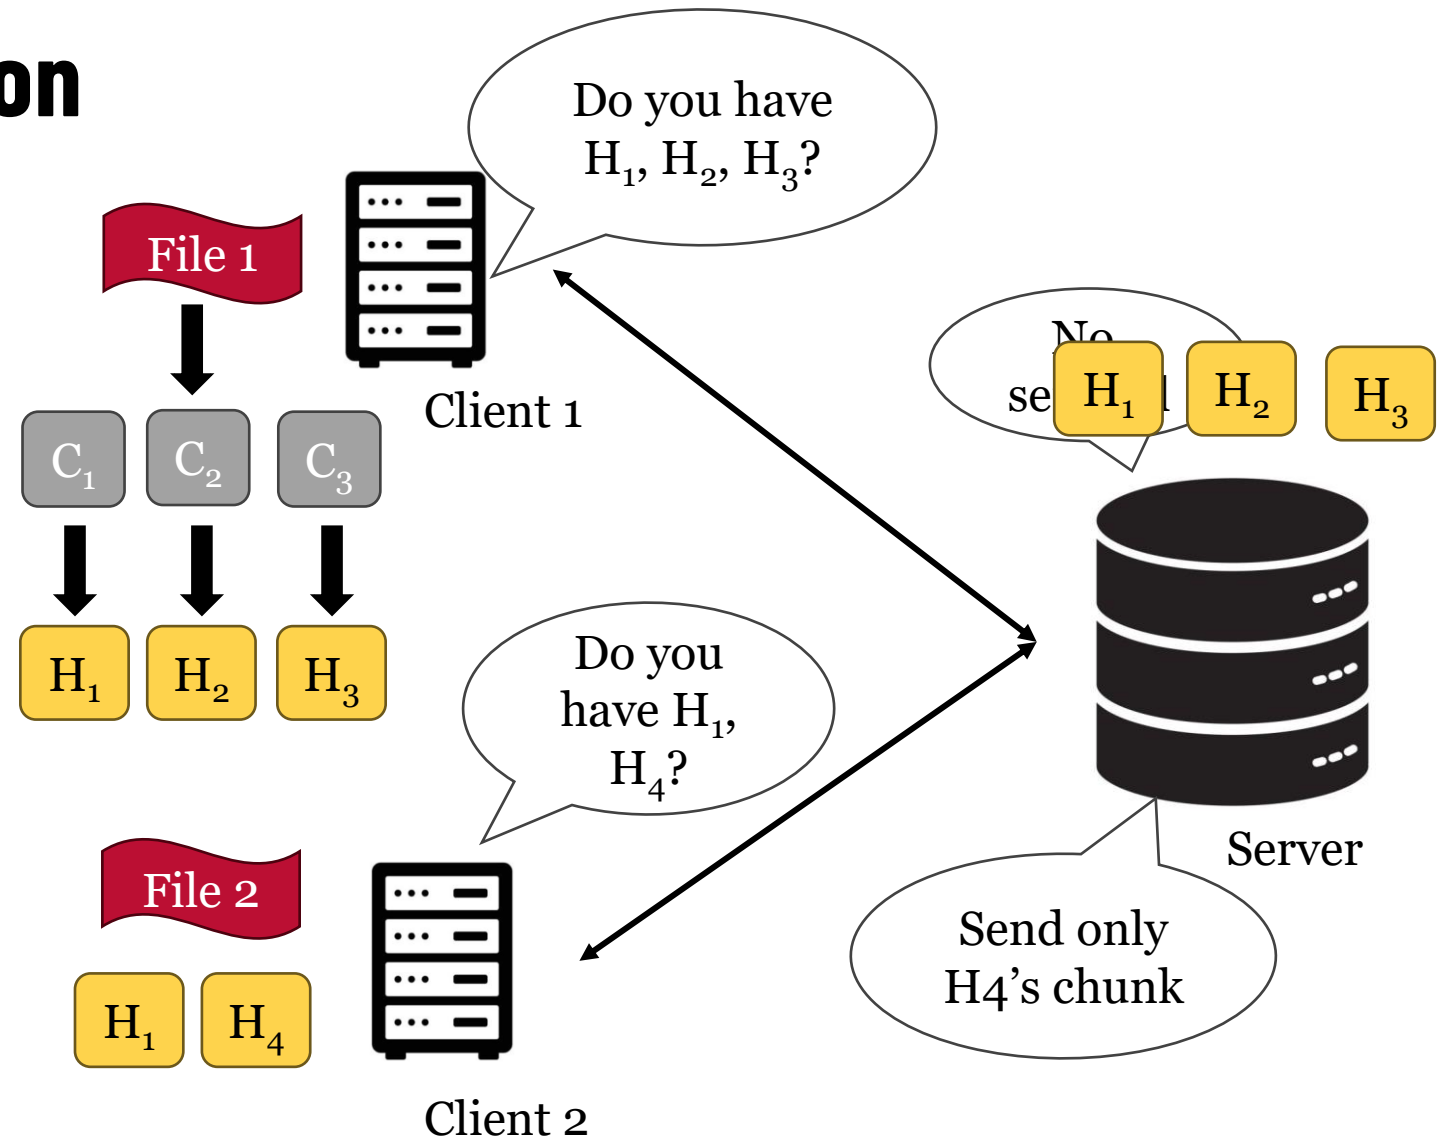 on
Do you have
H₁, H₂, H₃?
File 1
No
H₁
H₂
H₃
Client 1
C₁
C₂
C₃
H₁
H₂
H₃
Do you
have H₁,
H₄?
Server
File 2
Send only
H4's chunk
H₁
H₄
Client 2